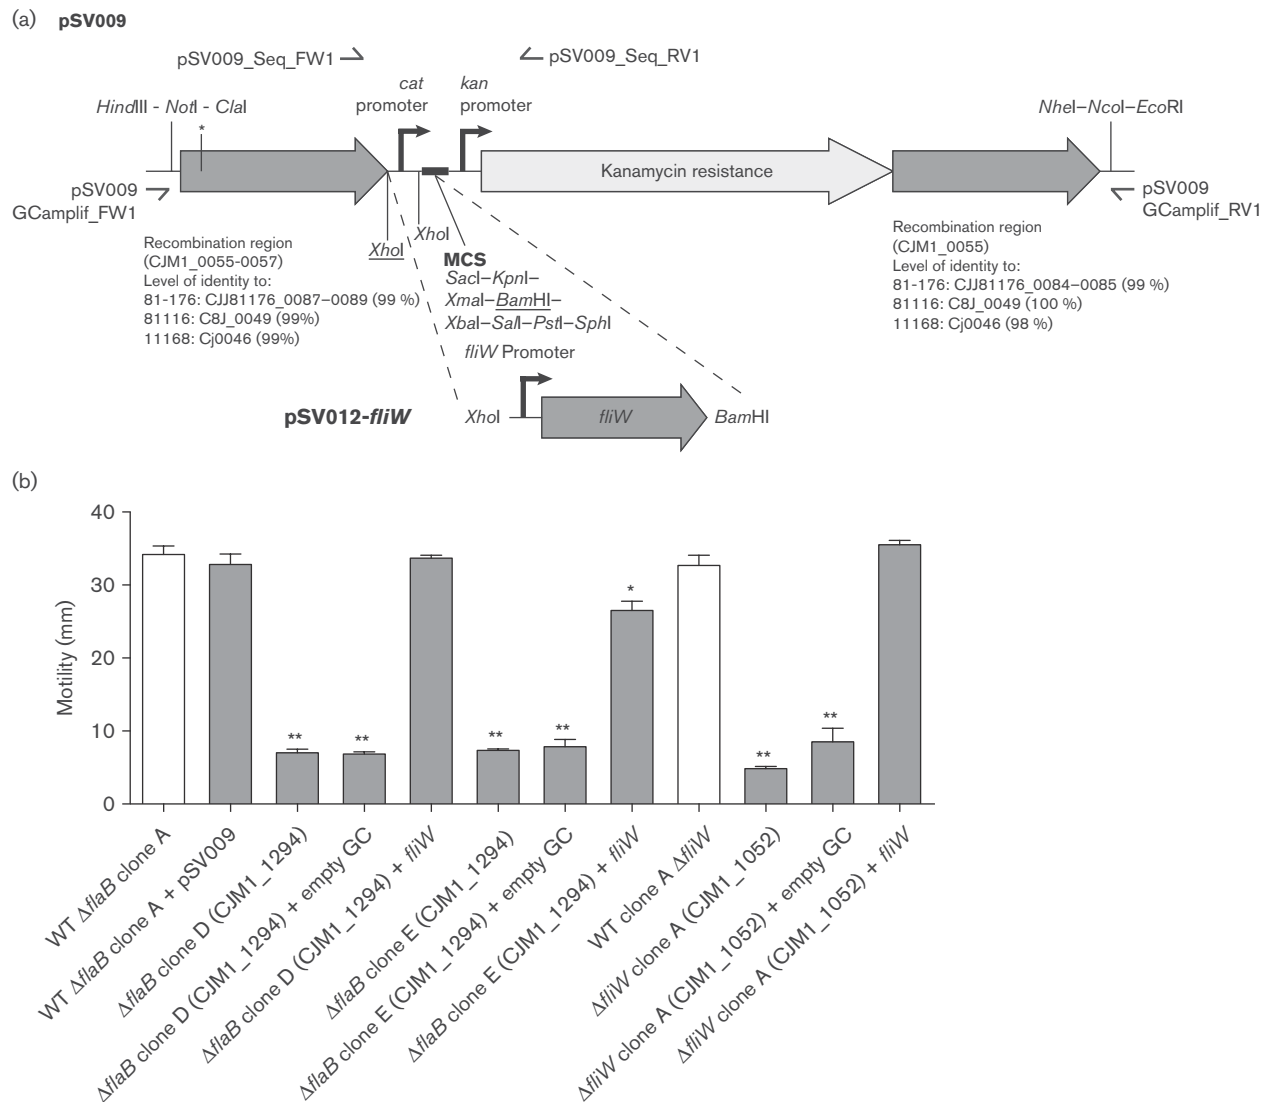 (a) pSV009
pSV009_Seq_FW1
pSV009_Seq_RV1
cat
promoter
kan
promoter
HindIII - NotI - ClaI
*
NheI–NcoI–EcoRI
Kanamycin resistance
pSV009
GCamplif_FW1
pSV009
GCamplif_RV1
XhoI
XhoI
Recombination region
(CJM1_0055-0057)
Level of identity to:
81-176: CJJ81176_0087–0089 (99 %)
81116: C8J_0049 (99%)
11168: Cj0046 (99%)
MCS
SacI–KpnI–
XmaI–BamHI–
XbaI–SalI–PstI–SphI
Recombination region
(CJM1_0055)
Level of identity to:
81-176: CJJ81176_0084–0085 (99 %)
81116: C8J_0049 (100 %)
11168: Cj0046 (98 %)
fliW Promoter
pSV012-fliW
XhoI
fliW
BamHI
(b)
Motility (mm)
40
30
20
10
0
**
**
**
**
*
**
**
WT ΔflaB clone A
WT ΔflaB clone A + pSV009
ΔflaB clone D (CJM1_1294)
ΔflaB clone D (CJM1_1294) + empty GC
ΔflaB clone D (CJM1_1294) + fliW
ΔflaB clone E (CJM1_1294)
ΔflaB clone E (CJM1_1294) + empty GC
ΔflaB clone E (CJM1_1294) + fliW
WT clone A ΔfliW
ΔfliW clone A (CJM1_1052)
ΔfliW clone A (CJM1_1052) + empty GC
ΔfliW clone A (CJM1_1052) + fliW